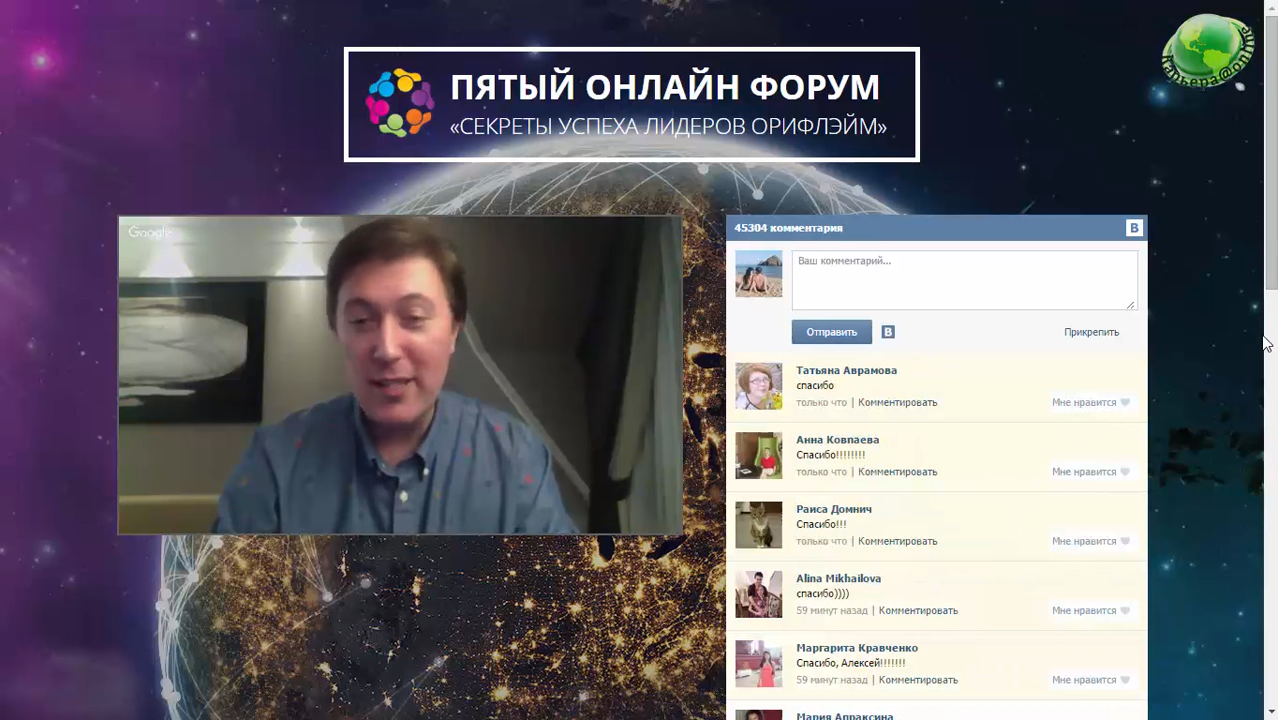 карьера@online
ПЯТЫЙ ОНЛАЙН ФОРУМ
«СЕКРЕТЫ УСПЕХА ЛИДЕРОВ ОРИФЛЭЙМ»
Google
45304 комментария
B
Ваш комментарий...
Отправить
B
Прикрепить
Татьяна Аврамова
спасибо
только что | Комментировать
Мне нравится
Анна Ковпаева
Спасибо!!!!!!!!
только что | Комментировать
Мне нравится
Раиса Домнич
Спасибо!!!
только что | Комментировать
Мне нравится
Alina Mikhailova
спасибо))))
59 минут назад | Комментировать
Мне нравится
Маргарита Кравченко
Спасибо, Алексей!!!!!!!
59 минут назад | Комментировать
Мне нравится
Мария Апраксина